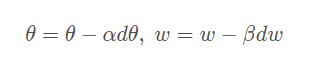 θ = θ − αdθ, w = w − βdw